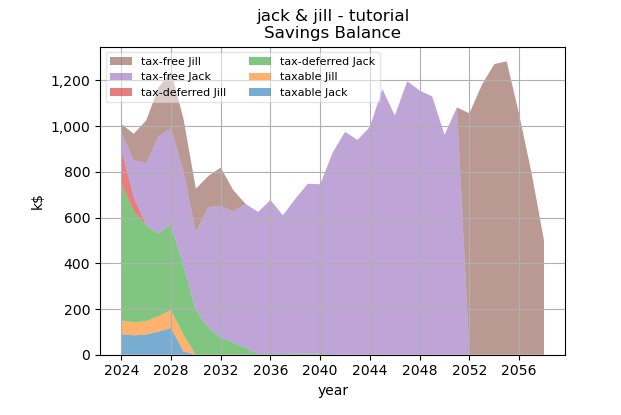 jack & jill - tutorial
Savings Balance
tax-free Jill
tax-free Jack
tax-deferred Jill
tax-deferred Jack
taxable Jill
taxable Jack
k$
1,200
1,000
800
600
400
200
0
2024 2028 2032 2036 2040 2044 2048 2052 2056
year